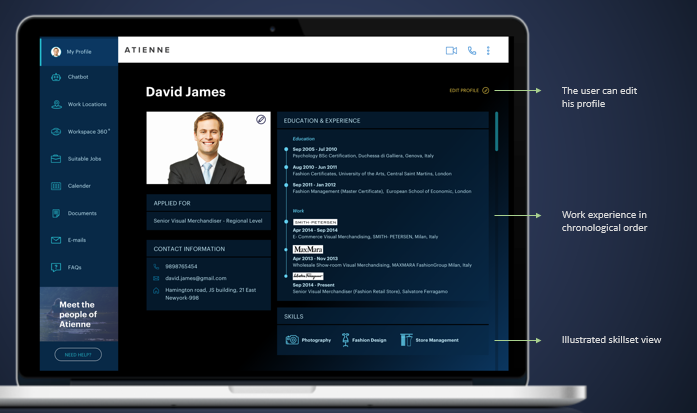 My Profile
ATIENNE
Chatbot
Work Locations
Workspace 360°
Suitable Jobs
Calender
Documents
E-mails
FAQs
Meet the
people of
Atienne
NEED HELP?
David James
EDIT PROFILE
APPLIED FOR
Senior Visual Merchandiser - Regional Level
CONTACT INFORMATION
9898765454
david.james@gmail.com
Hamington road, JS building, 21 East
Newyork-998
EDUCATION & EXPERIENCE
Education
Sep 2005 - Jul 2010
Psychology BSc Certification, Duchessa di Galliera, Genova, Italy
Aug 2010 - Jun 2011
Fashion Certificates, University of the Arts, Central Saint Martins, London
Sep 2011 - Jan 2012
Fashion Management (Master Certificate), European School of Economic, London
Work
SMITH-PETERSEN
Apr 2014 - Sep 2014
E- Commerce Visual Merchandising, SMITH- PETERSEN, Milan, Italy
MaxMara
Apr 2013 - Nov 2013
Wholesale Show-room Visual Merchandising, MAXMARA FashionGroup Milan, Italy
Salvatore Ferragamo
Sep 2014 - Present
Senior Visual Merchandiser (Fashion Retail Store), Salvatore Ferragamo
SKILLS
Photography
Fashion Design
Store Management
The user can edit
his profile
Work experience in
chronological order
Illustrated skillset view